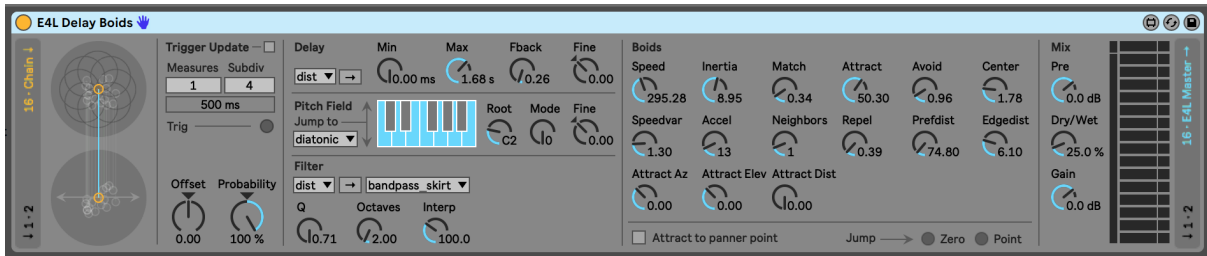 E4L Delay Boids
16 · Chain
1 · 2
Trigger Update
Measures Subdiv
1 4
500 ms
Trig
Offset Probability
0.00 100 %
Delay Min Max Fback Fine
dist 0.00 ms 1.68 s 0.26 0.00
Pitch Field
Jump to
diatonic
Root Mode Fine
C2 0 0.00
Filter
dist bandpass_skirt
Q Octaves Interp
0.71 2.00 100.0
Boids
Speed Inertia Match Attract Avoid Center
295.28 8.95 0.34 50.30 0.96 1.78
Speedvar Accel Neighbors Repel Prefdist Edgedist
1.30 13 1 0.39 74.80 6.10
Attract Az Attract Elev Attract Dist
0.00 0.00 0.00
Attract to panner point Jump Zero Point
Mix
Pre
0.0 dB
Dry/Wet
25.0 %
Gain
0.0 dB
16 · E4L Master
1 · 2